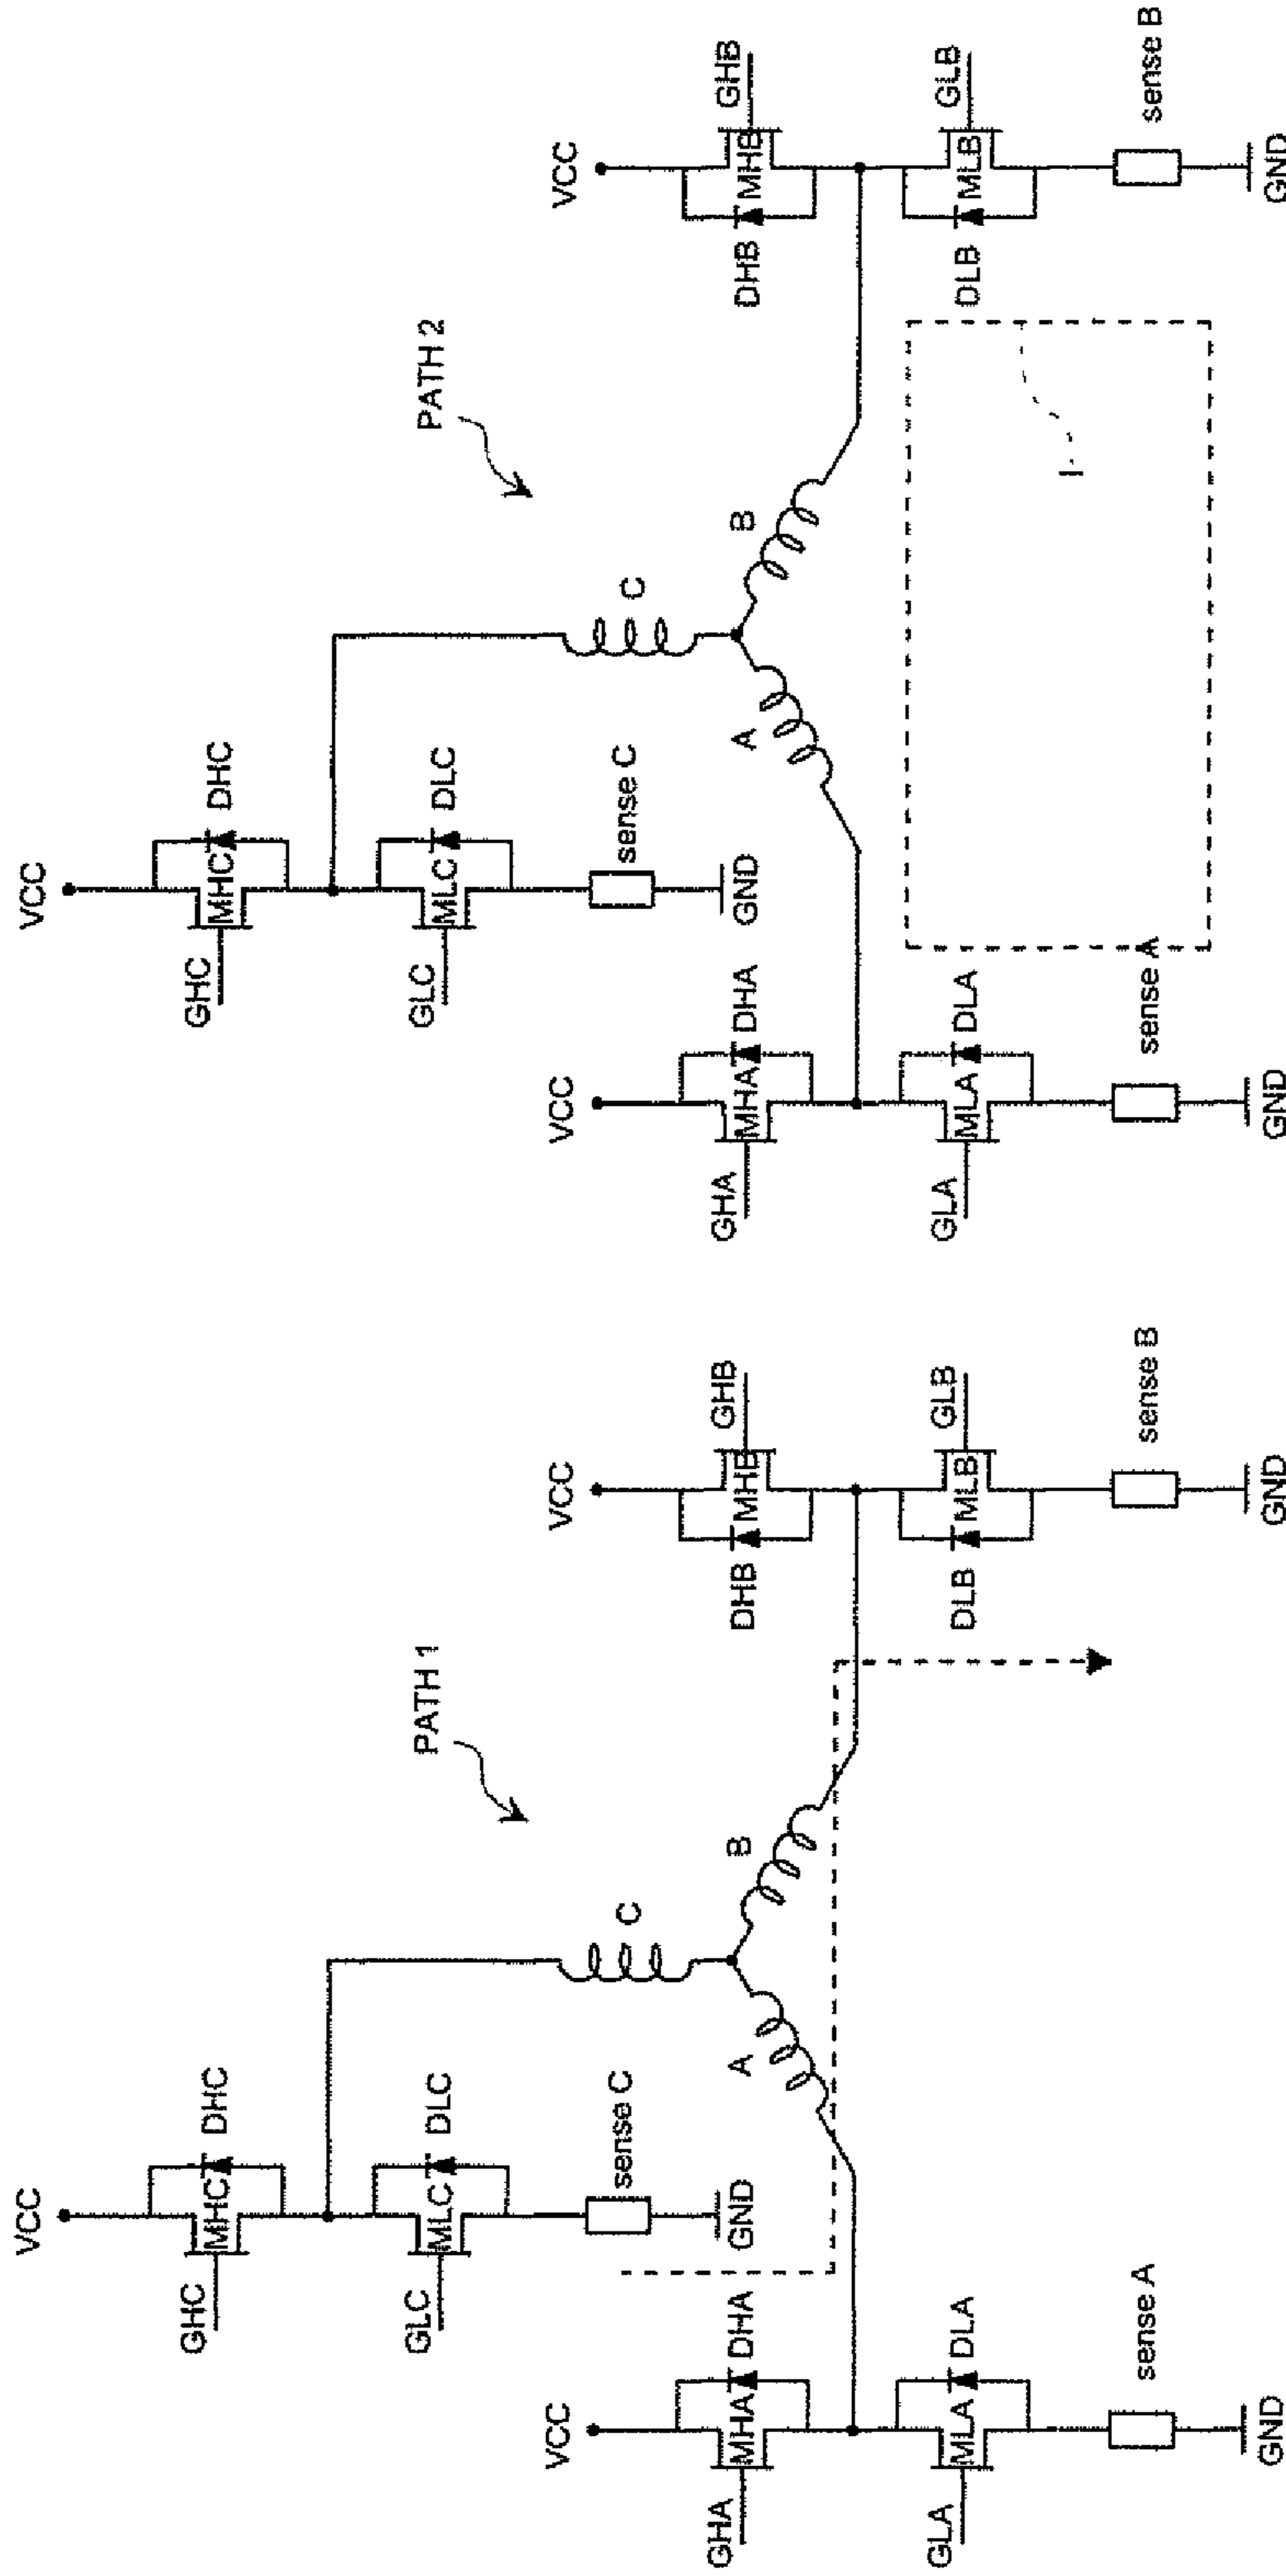 PATH 1
VCC
GHC
MHC
DHC
GLC
MLC
DLC
sense C
GND
C
A
B
VCC
GHA
MHA
DHA
GLA
MLA
DLA
sense A
GND
VCC
DHB
MHB
GHB
DLB
MLB
GLB
sense B
GND
PATH 2
VCC
GHC
MHC
DHC
GLC
MLC
DLC
sense C
GND
C
A
B
VCC
GHA
MHA
DHA
GLA
MLA
DLA
sense A
GND
VCC
DHB
MHB
GHB
DLB
MLB
GLB
sense B
GND
I